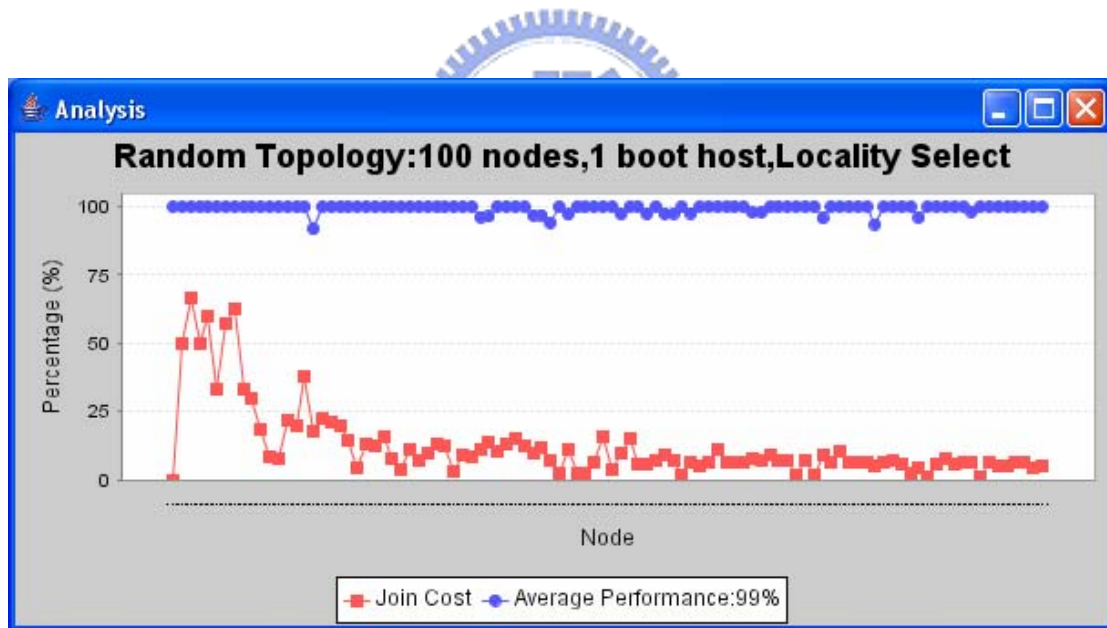 Analysis
Random Topology:100 nodes,1 boot host,Locality Select
100
75
50
25
0
Percentage (%)
Node
Join Cost
Average Performance:99%